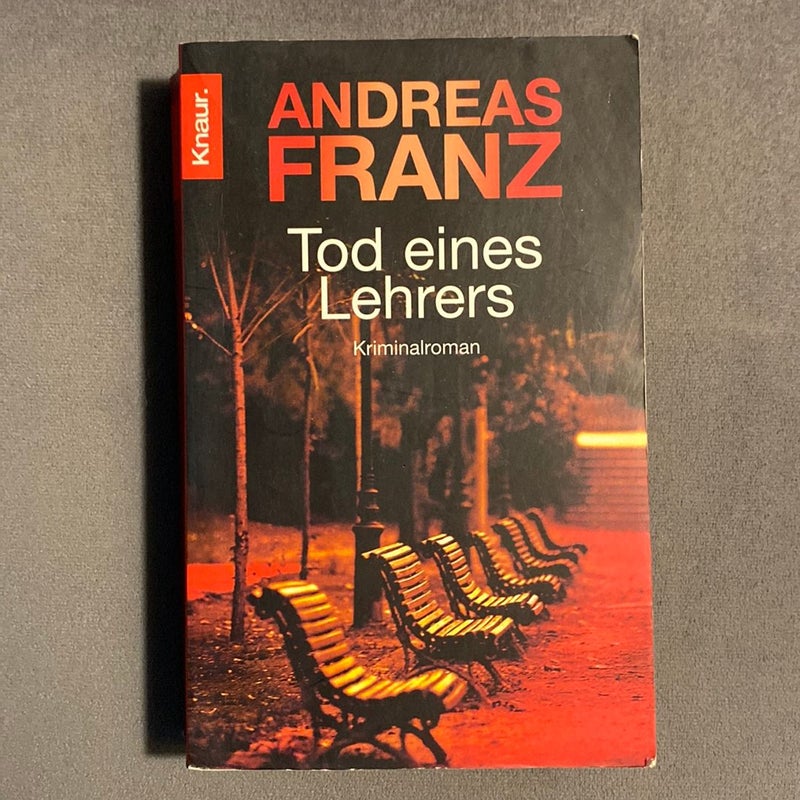 Knaur.
ANDREAS
FRANZ
Tod eines
Lehrers
Kriminalroman